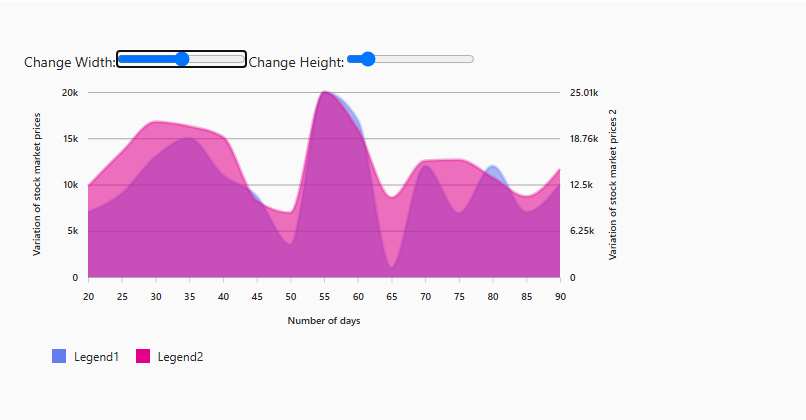 Change Width: Change Height:
20k 25.01k
15k 18.76k
10k 12.5k
5k 6.25k
0 0
Variation of stock market prices
Variation of stock market prices 2
20 25 30 35 40 45 50 55 60 65 70 75 80 85 90
Number of days
Legend1 Legend2